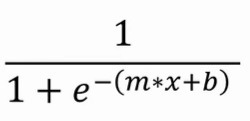 1
1 + e^{-(m*x+b)}